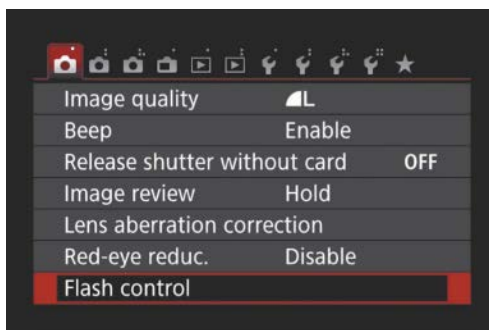 Image quality L
Beep Enable
Release shutter without card OFF
Image review Hold
Lens aberration correction
Red-eye reduc. Disable
Flash control